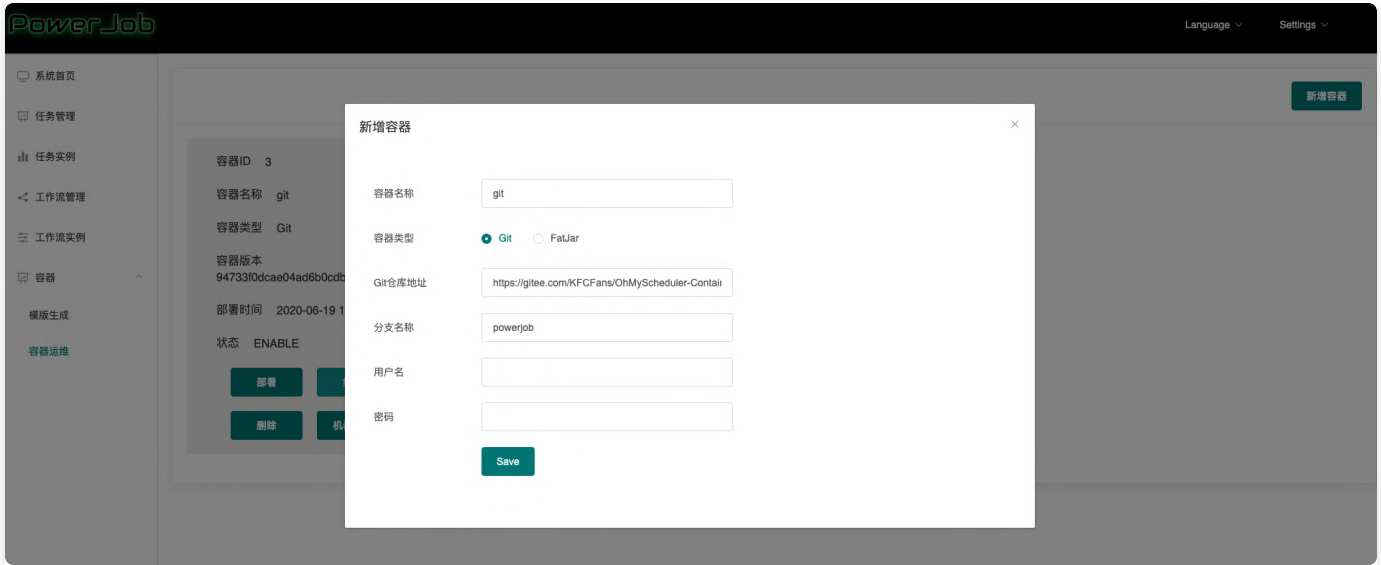 PowerJob
Language
Settings
系统首页
任务管理
任务实例
工作流管理
工作流实例
容器
模版生成
容器运维
新增容器
容器ID 3
容器名称 git
容器类型 Git
容器版本
94733f0dcae04ad6b0cdb
部署时间 2020-06-19 1
状态 ENABLE
部署
删除
新增容器
容器名称 git
容器类型 Git FatJar
Git仓库地址 https://gitee.com/KFCFans/OhMyScheduler-Contain
分支名称 powerjob
用户名
密码
Save